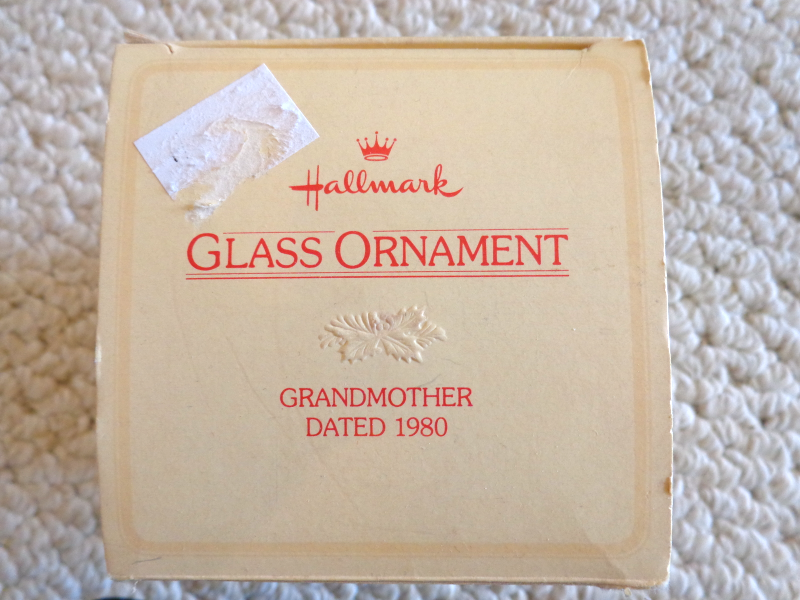 Hallmark
GLASS ORNAMENT
GRANDMOTHER
DATED 1980